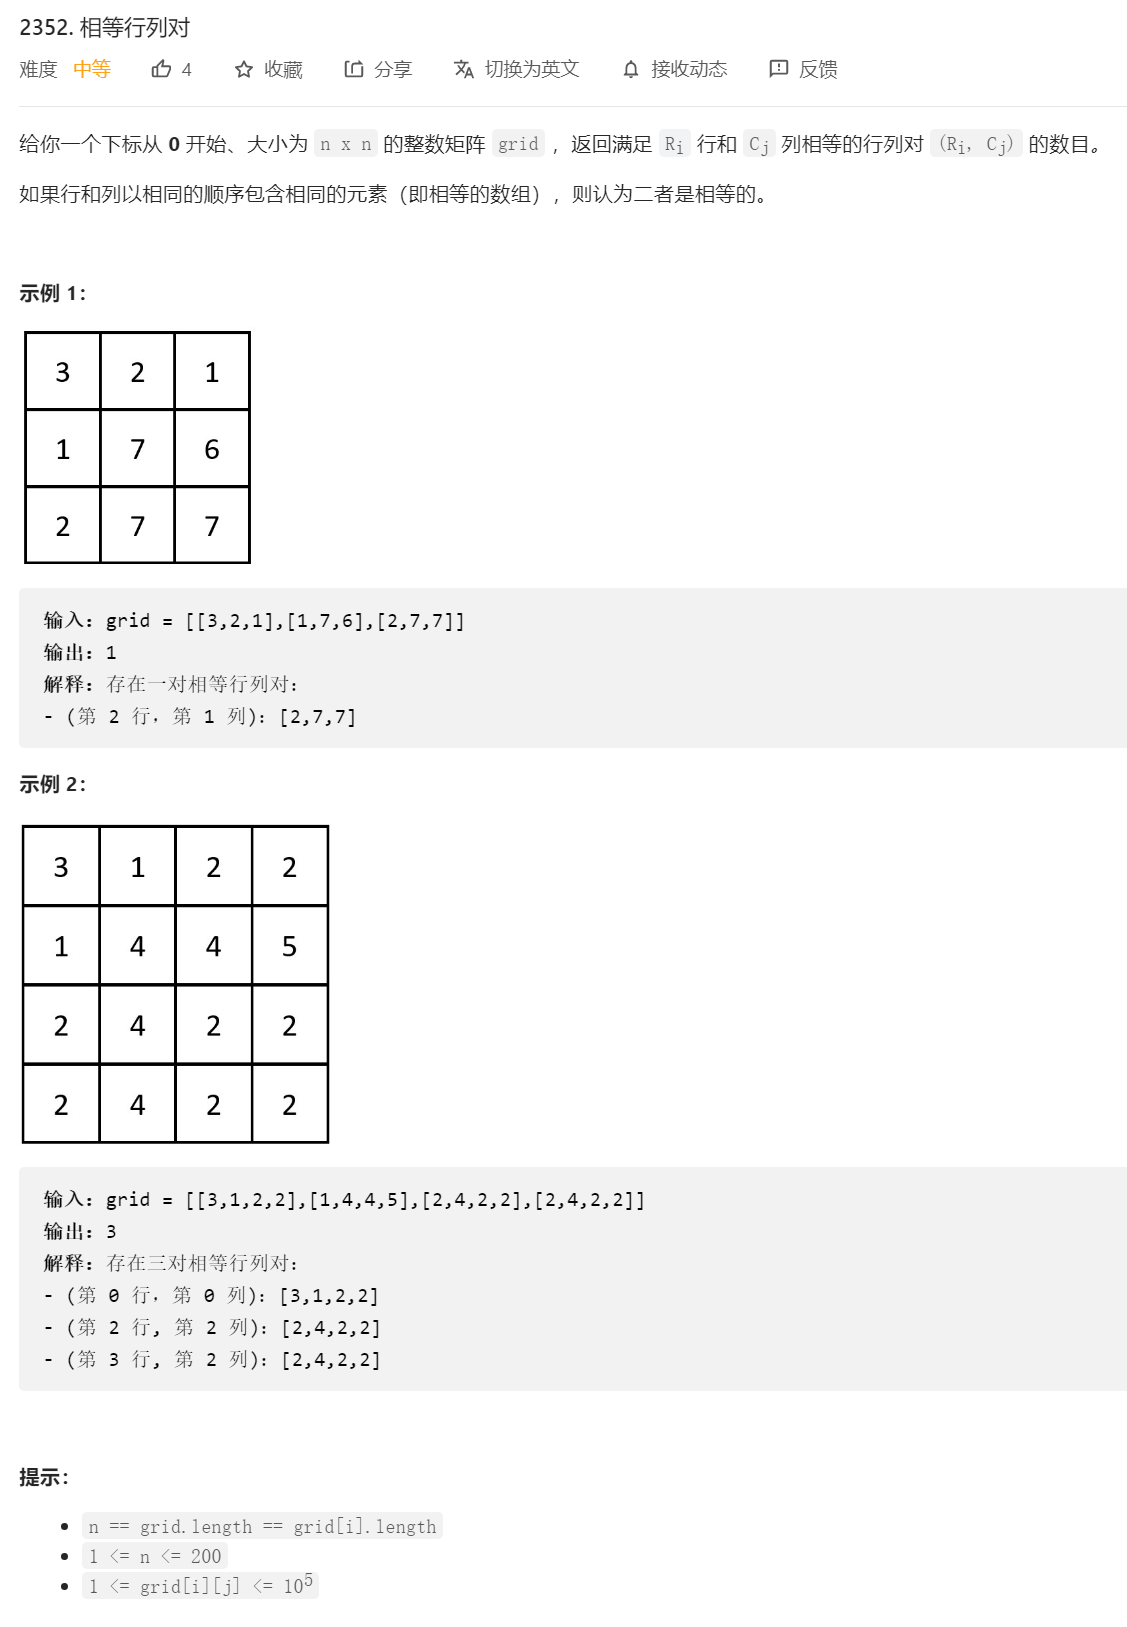 2352. 相等行列对
难度 中等 4 收藏 分享 切换为英文 接收动态 反馈
给你一个下标从 0 开始、大小为 n x n 的整数矩阵 grid ，返回满足 Ri 行和 Cj 列相等的行列对 (Ri, Cj) 的数目。
如果行和列以相同的顺序包含相同的元素（即相等的数组），则认为二者是相等的。
示例 1：
3 2 1
1 7 6
2 7 7
输入：grid = [[3,2,1],[1,7,6],[2,7,7]]
输出：1
解释：存在一对相等行列对：
- (第 2 行，第 1 列)：[2,7,7]
示例 2：
3 1 2 2
1 4 4 5
2 4 2 2
2 4 2 2
输入：grid = [[3,1,2,2],[1,4,4,5],[2,4,2,2],[2,4,2,2]]
输出：3
解释：存在三对相等行列对：
- (第 0 行，第 0 列)：[3,1,2,2]
- (第 2 行, 第 2 列)：[2,4,2,2]
- (第 3 行, 第 2 列)：[2,4,2,2]
提示：
n == grid.length == grid[i].length
1 <= n <= 200
1 <= grid[i][j] <= 10⁵